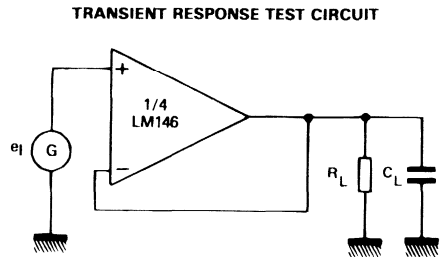 TRANSIENT RESPONSE TEST CIRCUIT
+
1/4
LM146
eI
G
−
RL
CL